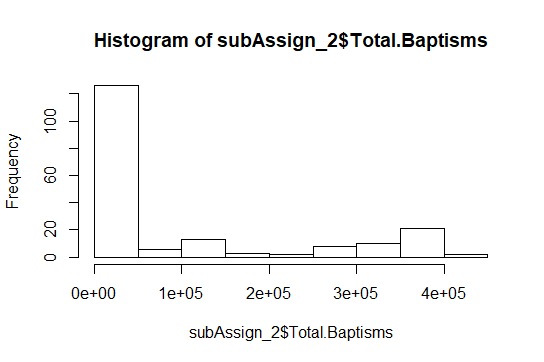 Histogram of subAssign_2$Total.Baptisms
Frequency
100
60
20
0
0e+00 1e+05 2e+05 3e+05 4e+05
subAssign_2$Total.Baptisms